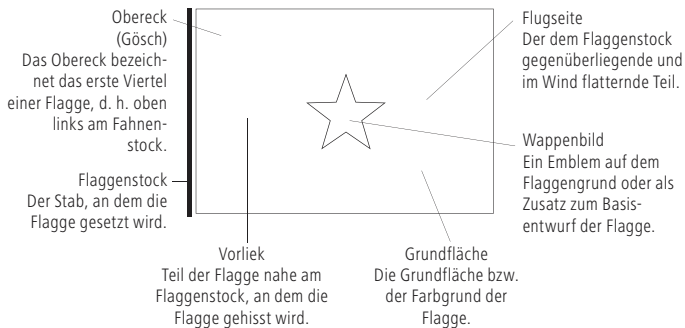 Obereck
(Gösch)
Das Obereck bezeich-
net das erste Viertel
einer Flagge, d. h. oben
links am Fahnen-
stock.
Flaggenstock
Der Stab, an dem die
Flagge gesetzt wird.
Vorliek
Teil der Flagge nahe am
Flaggenstock, an dem die
Flagge gehisst wird.
Grundfläche
Die Grundfläche bzw.
der Farbgrund der
Flagge.
Flugseite
Der dem Flaggenstock
gegenüberliegende und
im Wind flatternde Teil.
Wappenbild
Ein Emblem auf dem
Flaggengrund oder als
Zusatz zum Basis-
entwurf der Flagge.